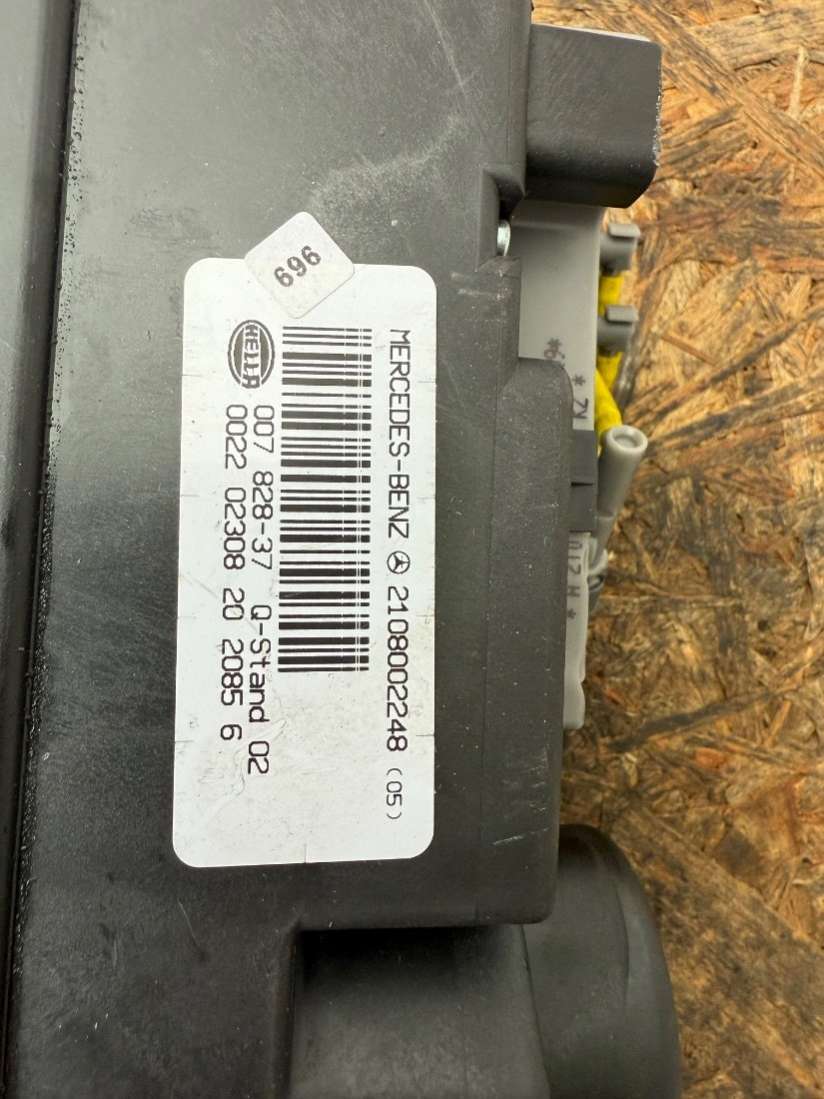 696
MERCEDES-BENZ 2108002248 (05)
HELLA
007 828-37 Q-Stand 02
0022 02308 20 2085 6